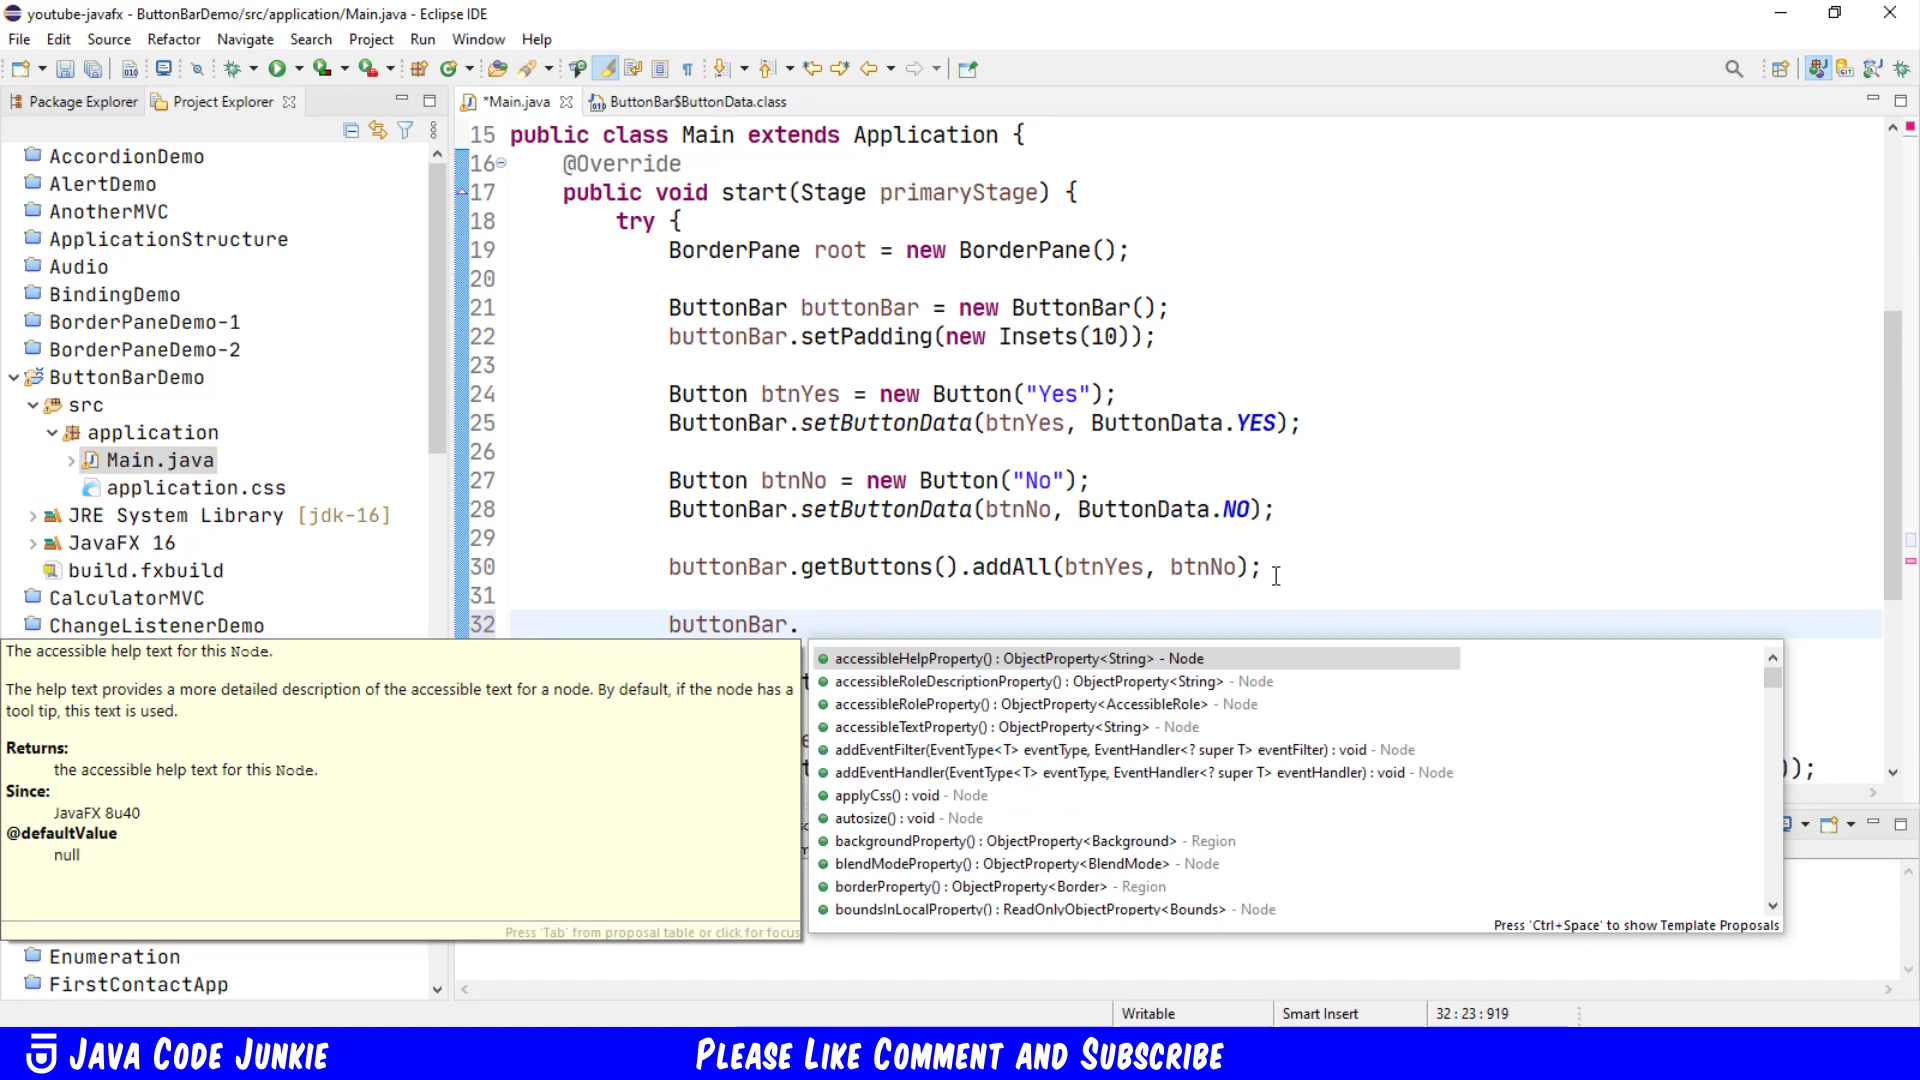 youtube-javafx - ButtonBarDemo/src/application/Main.java - Eclipse IDE
File Edit Source Refactor Navigate Search Project Run Window Help
Package Explorer Project Explorer
*Main.java ButtonBar$ButtonData.class
AccordionDemo
AlertDemo
AnotherMVC
ApplicationStructure
Audio
BindingDemo
BorderPaneDemo-1
BorderPaneDemo-2
ButtonBarDemo
src
application
Main.java
application.css
JRE System Library [jdk-16]
JavaFX 16
build.fxbuild
CalculatorMVC
ChangeListenerDemo
Enumeration
FirstContactApp
15 public class Main extends Application {
16 @Override
17 public void start(Stage primaryStage) {
18 try {
19 BorderPane root = new BorderPane();
20
21 ButtonBar buttonBar = new ButtonBar();
22 buttonBar.setPadding(new Insets(10));
23
24 Button btnYes = new Button("Yes");
25 ButtonBar.setButtonData(btnYes, ButtonData.YES);
26
27 Button btnNo = new Button("No");
28 ButtonBar.setButtonData(btnNo, ButtonData.NO);
29
30 buttonBar.getButtons().addAll(btnYes, btnNo);
31
32 buttonBar.
));
The accessible help text for this Node.
The help text provides a more detailed description of the accessible text for a node. By default, if the node has a
tool tip, this text is used.
Returns:
the accessible help text for this Node.
Since:
JavaFX 8u40
@defaultValue
null
Press 'Tab' from proposal table or click for focus
accessibleHelpProperty() : ObjectProperty<String> - Node
accessibleRoleDescriptionProperty() : ObjectProperty<String> - Node
accessibleRoleProperty() : ObjectProperty<AccessibleRole> - Node
accessibleTextProperty() : ObjectProperty<String> - Node
addEventFilter(EventType<T> eventType, EventHandler<? super T> eventFilter) : void - Node
addEventHandler(EventType<T> eventType, EventHandler<? super T> eventHandler) : void - Node
applyCss() : void - Node
autosize() : void - Node
backgroundProperty() : ObjectProperty<Background> - Region
blendModeProperty() : ObjectProperty<BlendMode> - Node
borderProperty() : ObjectProperty<Border> - Region
boundsInLocalProperty() : ReadOnlyObjectProperty<Bounds> - Node
Press 'Ctrl+Space' to show Template Proposals
Writable Smart Insert 32 : 23 : 919
JAVA CODE JUNKIE PLEASE LIKE COMMENT AND SUBSCRIBE